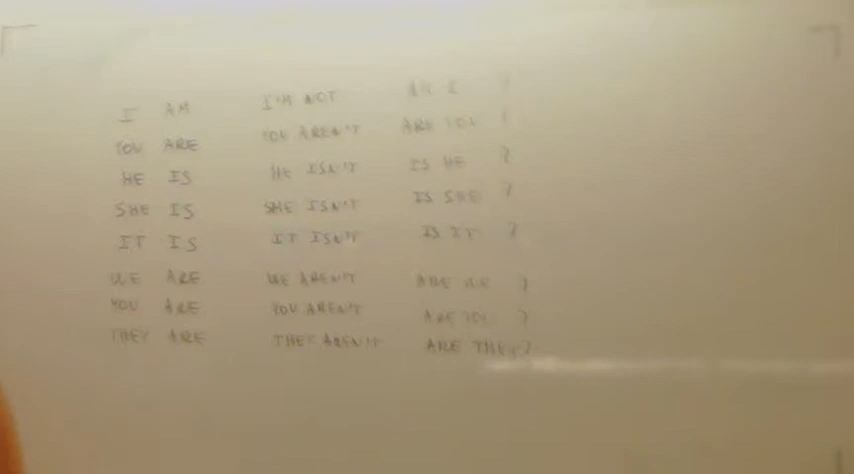 I AM I'M NOT AM I ?
YOU ARE YOU AREN'T ARE YOU ?
HE IS HE ISN'T IS HE ?
SHE IS SHE ISN'T IS SHE ?
IT IS IT ISN'T IS IT ?
WE ARE WE AREN'T ARE WE ?
YOU ARE YOU AREN'T ARE YOU ?
THEY ARE THEY AREN'T ARE THEY?